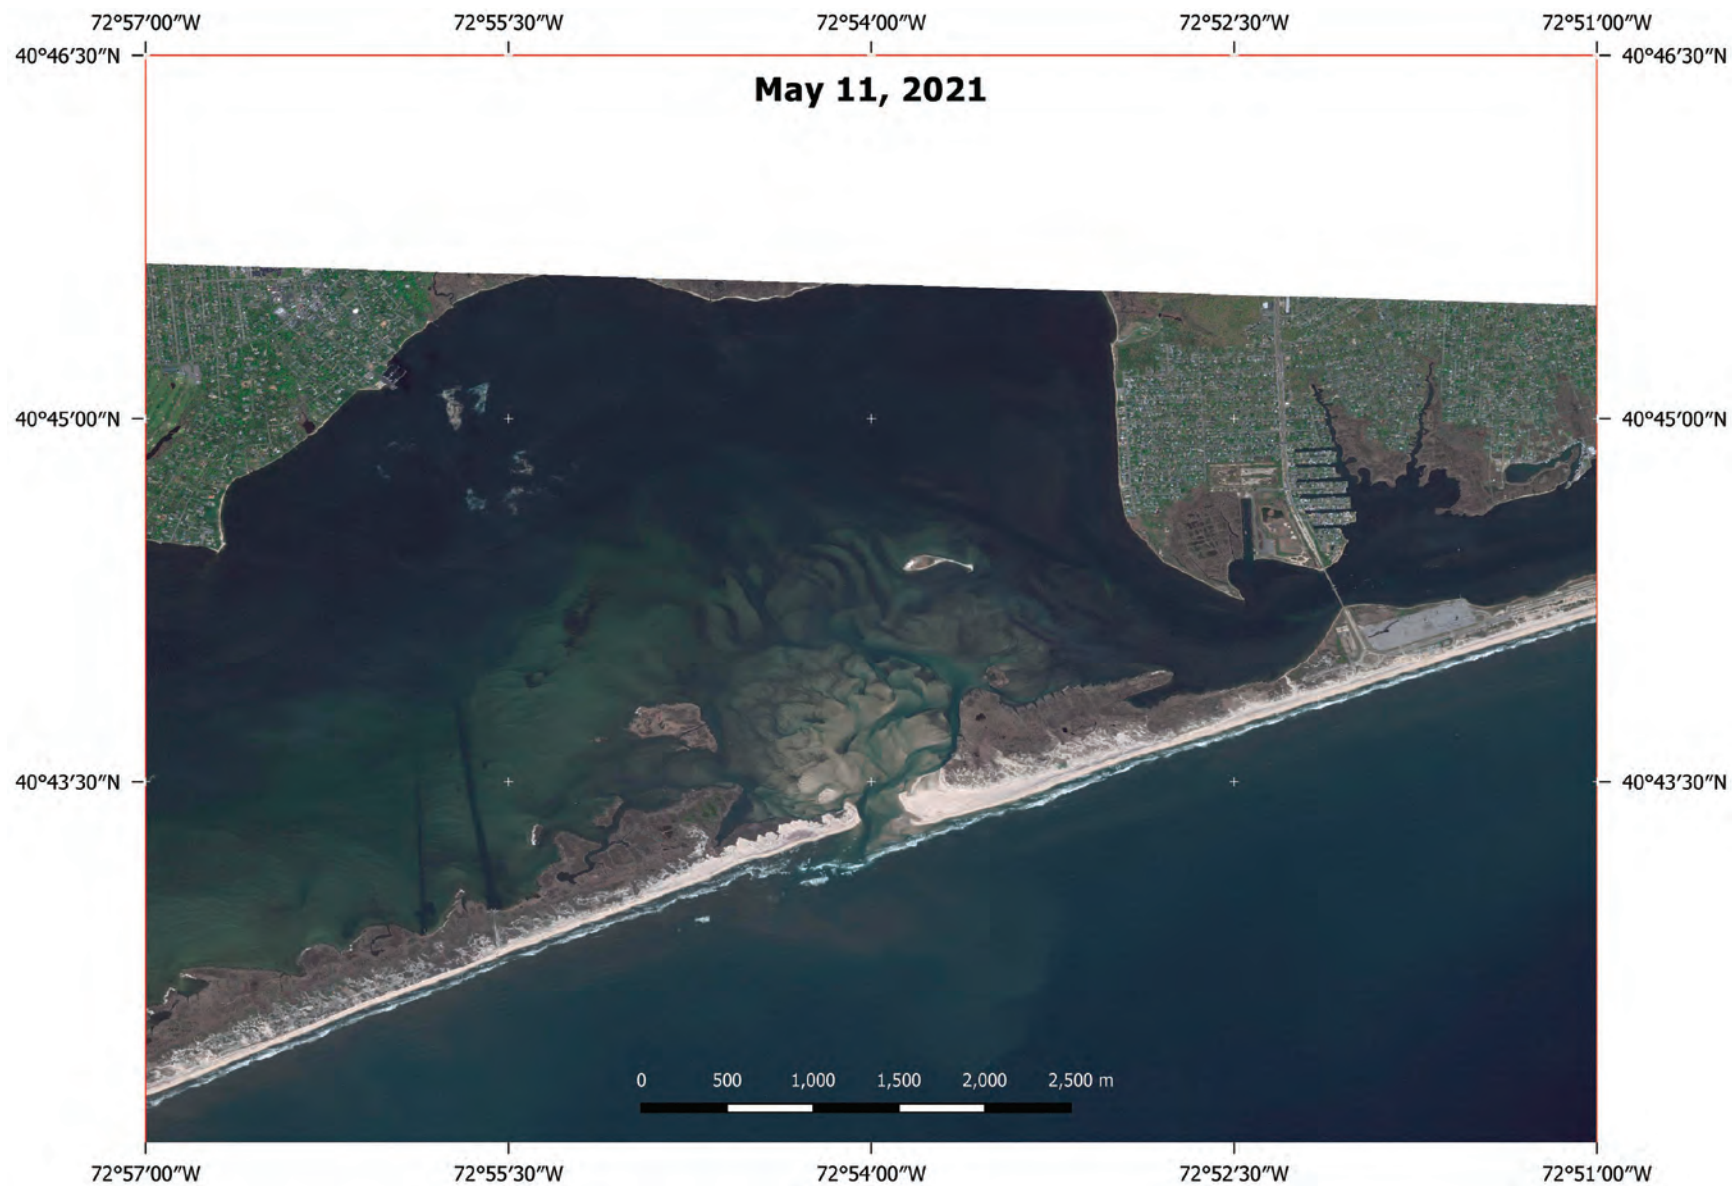 72°57′00″W 72°55′30″W 72°54′00″W 72°52′30″W 72°51′00″W
40°46′30″N 40°46′30″N
May 11, 2021
40°45′00″N 40°45′00″N
40°43′30″N 40°43′30″N
0 500 1,000 1,500 2,000 2,500 m
72°57′00″W 72°55′30″W 72°54′00″W 72°52′30″W 72°51′00″W